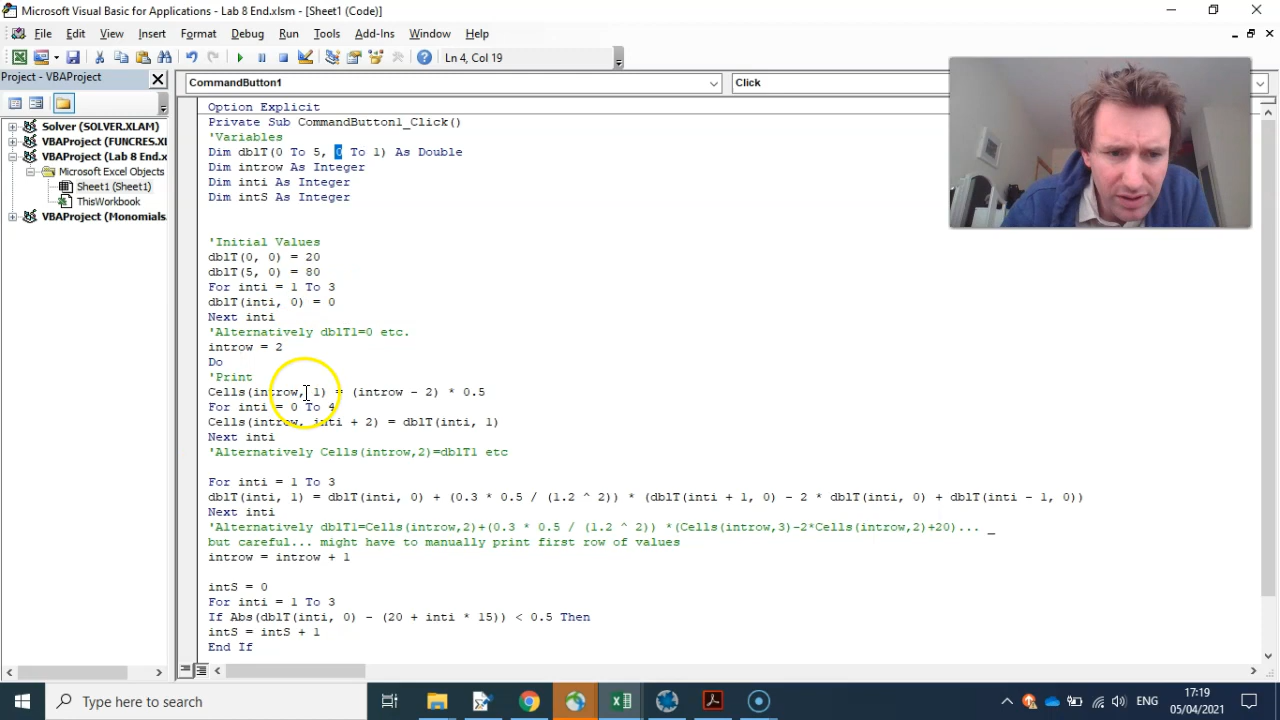 Microsoft Visual Basic for Applications - Lab 8 End.xlsm - [Sheet1 (Code)]
File Edit View Insert Format Debug Run Tools Add-Ins Window Help
Ln 4, Col 19
Project - VBAProject
CommandButton1
Click
Solver (SOLVER.XLAM)
VBAProject (FUNCRES.XLAM)
VBAProject (Lab 8 End.x
Microsoft Excel Objects
Sheet1 (Sheet1)
ThisWorkbook
VBAProject (Monomials.
Option Explicit
Private Sub CommandButton1_Click()
'Variables
Dim dblT(0 To 5, 0 To 1) As Double
Dim introw As Integer
Dim inti As Integer
Dim intS As Integer
'Initial Values
dblT(0, 0) = 20
dblT(5, 0) = 80
For inti = 1 To 3
dblT(inti, 0) = 0
Next inti
'Alternatively dblT1=0 etc.
introw = 2
Do
'Print
Cells(introw, 1) = (introw - 2) * 0.5
For inti = 0 To 4
Cells(introw, inti + 2) = dblT(inti, 1)
Next inti
'Alternatively Cells(introw,2)=dblT1 etc
For inti = 1 To 3
dblT(inti, 1) = dblT(inti, 0) + (0.3 * 0.5 / (1.2 ^ 2)) * (dblT(inti + 1, 0) - 2 * dblT(inti, 0) + dblT(inti - 1, 0))
Next inti
'Alternatively dblT1=Cells(introw,2)+(0.3 * 0.5 / (1.2 ^ 2)) *(Cells(introw,3)-2*Cells(introw,2)+20)... _
but careful... might have to manually print first row of values
introw = introw + 1
intS = 0
For inti = 1 To 3
If Abs(dblT(inti, 0) - (20 + inti * 15)) < 0.5 Then
intS = intS + 1
End If
Type here to search
ENG
17:19
05/04/2021